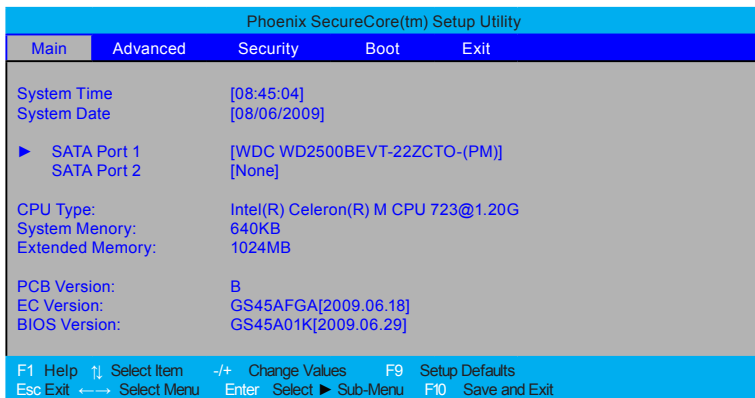 Phoenix SecureCore(tm) Setup Utility
Main Advanced Security Boot Exit
System Time [08:45:04]
System Date [08/06/2009]
► SATA Port 1 [WDC WD2500BEVT-22ZCTO-(PM)]
SATA Port 2 [None]
CPU Type: Intel(R) Celeron(R) M CPU 723@1.20G
System Menory: 640KB
Extended Memory: 1024MB
PCB Version: B
EC Version: GS45AFGA[2009.06.18]
BIOS Version: GS45A01K[2009.06.29]
F1 Help ↑↓ Select Item -/+ Change Values F9 Setup Defaults
Esc Exit ←→ Select Menu Enter Select ► Sub-Menu F10 Save and Exit